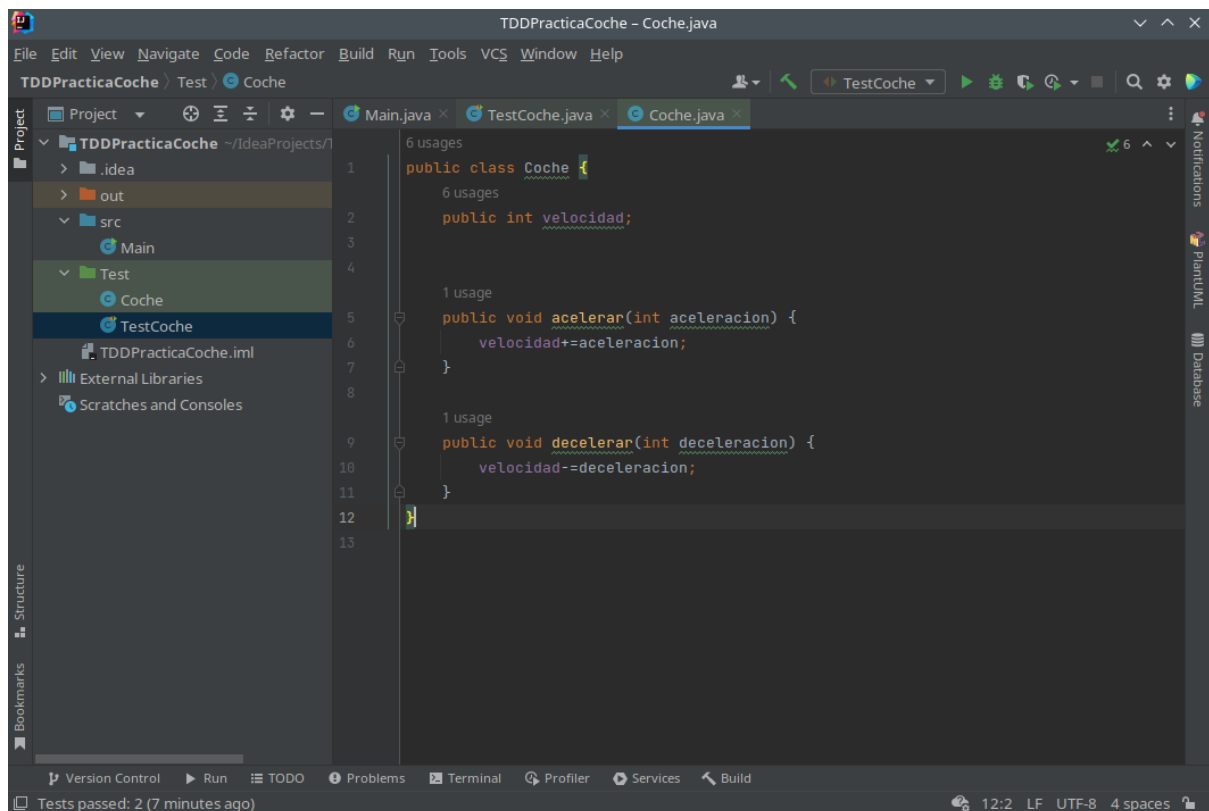 TDDPracticaCoche – Coche.java
File Edit View Navigate Code Refactor Build Run Tools VCS Window Help
TDDPracticaCoche Test Coche TestCoche
Project Main.java TestCoche.java Coche.java
Project
TDDPracticaCoche ~/IdeaProjects/T
.idea
out
src
Main
Test
Coche
TestCoche
TDDPracticaCoche.iml
External Libraries
Scratches and Consoles
6 usages
6
1 public class Coche {
6 usages
2 public int velocidad;
3
4
1 usage
5 public void acelerar(int aceleracion) {
6 velocidad+=aceleracion;
7 }
8
1 usage
9 public void decelerar(int deceleracion) {
10 velocidad-=deceleracion;
11 }
12 }
13
Notifications
PlantUML
Database
Structure
Bookmarks
Version Control Run TODO Problems Terminal Profiler Services Build
Tests passed: 2 (7 minutes ago) 12:2 LF UTF-8 4 spaces